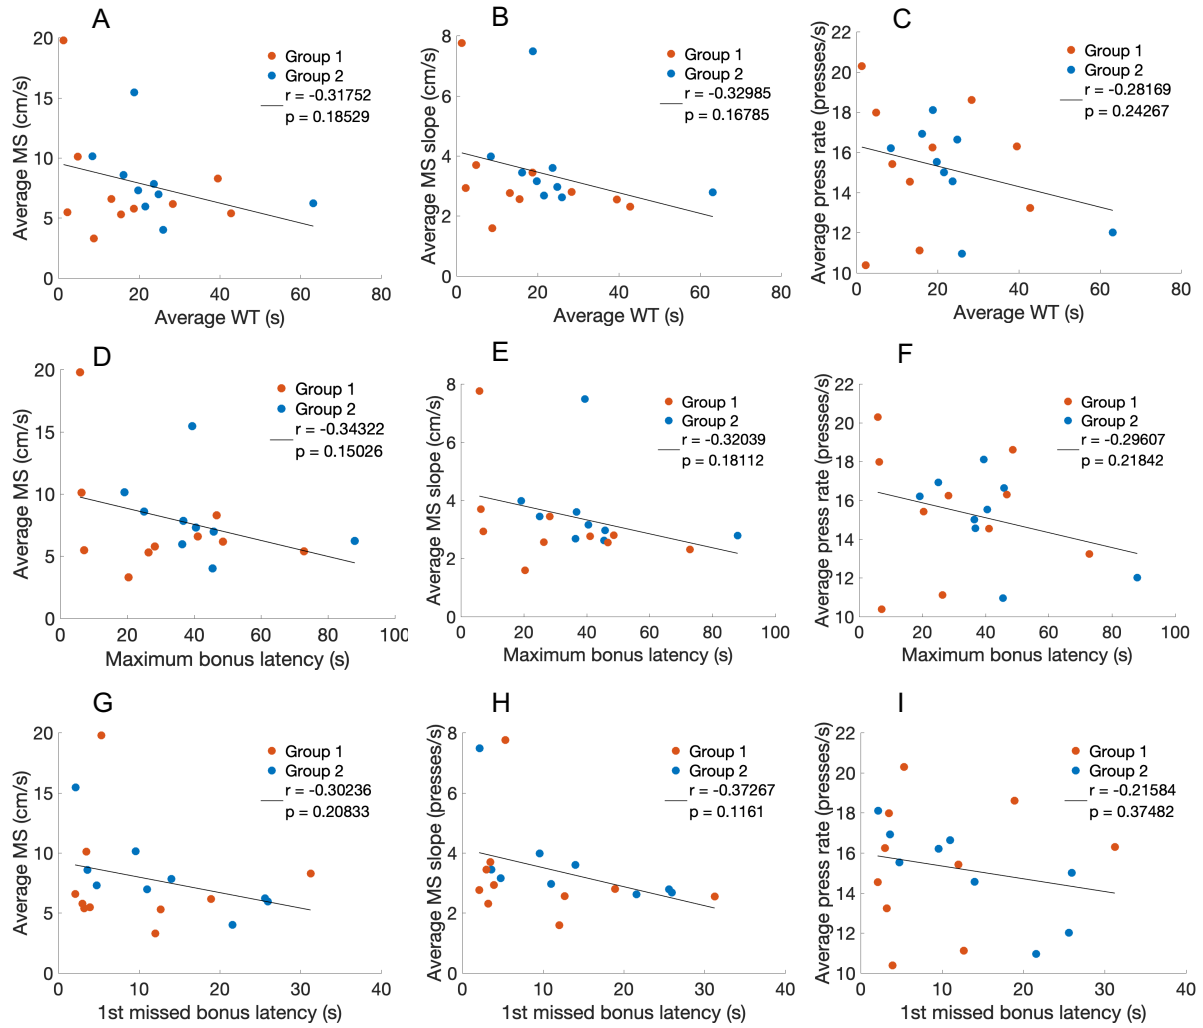 A
20
15
10
5
0
Average MS (cm/s)
Group 1
Group 2
r = -0.31752
p = 0.18529
0 20 40 60 80
Average WT (s)
B
8
6
4
2
0
Average MS slope (cm/s)
Group 1
Group 2
r = -0.32985
p = 0.16785
0 20 40 60 80
Average WT (s)
C
22
20
18
16
14
12
10
Average press rate (presses/s)
Group 1
Group 2
r = -0.28169
p = 0.24267
0 20 40 60 80
Average WT (s)
D
20
15
10
5
0
Average MS (cm/s)
Group 1
Group 2
r = -0.34322
p = 0.15026
0 20 40 60 80 100
Maximum bonus latency (s)
E
8
6
4
2
0
Average MS slope (cm/s)
Group 1
Group 2
r = -0.32039
p = 0.18112
0 20 40 60 80 100
Maximum bonus latency (s)
F
22
20
18
16
14
12
10
Average press rate (presses/s)
Group 1
Group 2
r = -0.29607
p = 0.21842
0 20 40 60 80 100
Maximum bonus latency (s)
G
20
15
10
5
0
Average MS (cm/s)
Group 1
Group 2
r = -0.30236
p = 0.20833
0 10 20 30 40
1st missed bonus latency (s)
H
8
6
4
2
0
Average MS slope (cm/s)
Group 1
Group 2
r = -0.37267
p = 0.1161
0 10 20 30 40
1st missed bonus latency (s)
I
22
20
18
16
14
12
10
Average press rate (presses/s)
Group 1
Group 2
r = -0.21584
p = 0.37482
0 10 20 30 40
1st missed bonus latency (s)